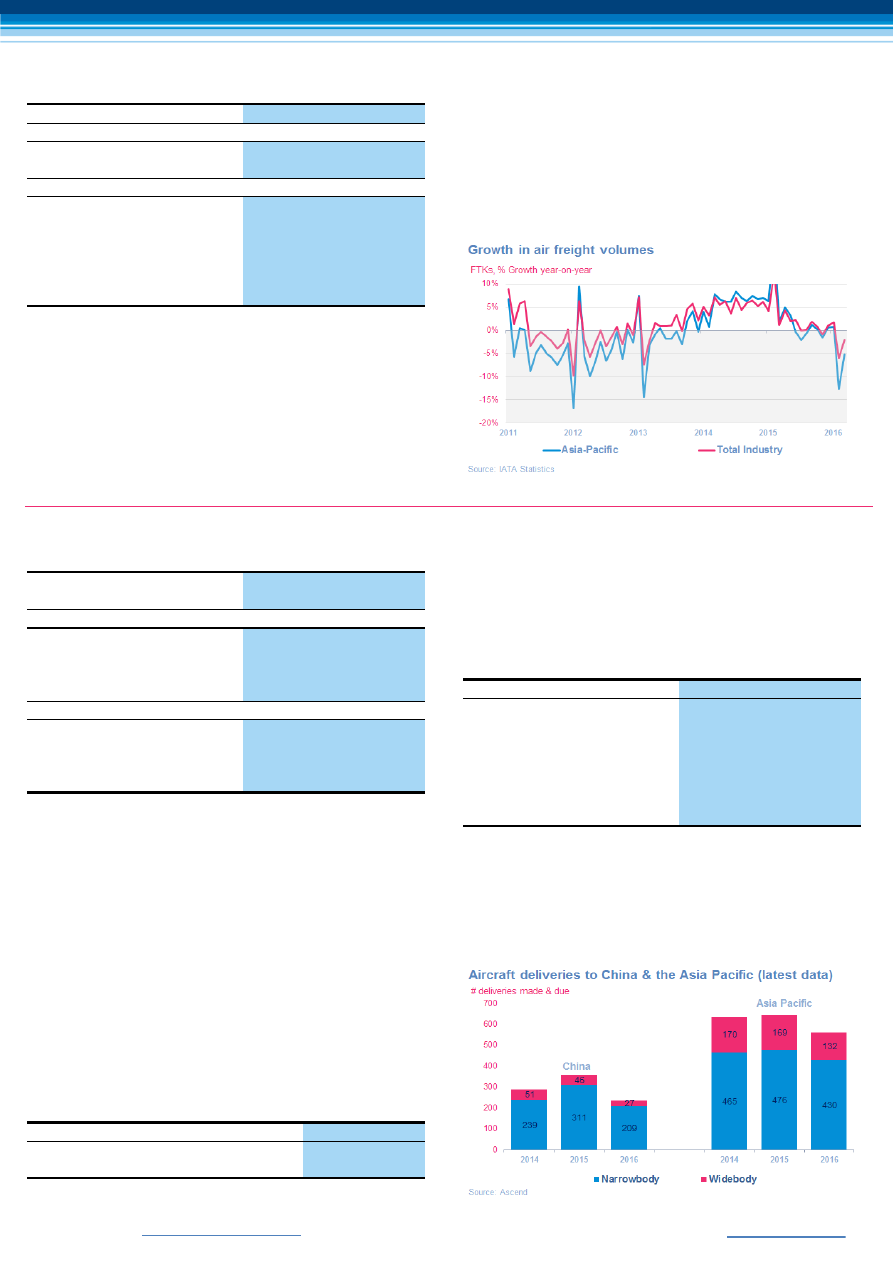 Growth in air freight volumes
FTKs, % Growth year-on-year
10%
5%
0%
-5%
-10%
-15%
-20%
2011 2012 2013 2014 2015 2016
Asia-Pacific Total Industry
Source: IATA Statistics
Aircraft deliveries to China & the Asia Pacific (latest data)
# deliveries made & due
700
600
500
400
300
200
100
0
China
Asia Pacific
51 46 27
239 311 209
170 169 132
465 476 430
2014 2015 2016 2014 2015 2016
Narrowbody Widebody
Source: Ascend